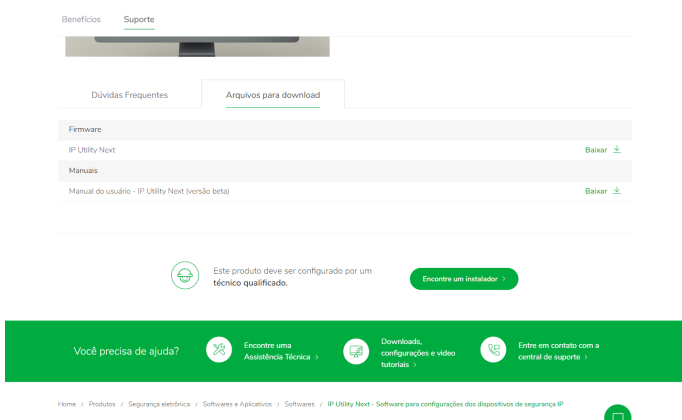 Benefícios Suporte
Dúvidas Frequentes Arquivos para download
Firmware
IP Utility Next Baixar
Manuais
Manual do usuário - IP Utility Next (versão beta) Baixar
Este produto deve ser configurado por um
técnico qualificado.
Encontre um instalador >
Você precisa de ajuda?
Encontre uma
Assistência Técnica >
Downloads,
configurações e vídeo
tutoriais >
Entre em contato com a
central de suporte >
Home / Produtos / Segurança eletrônica / Softwares e Aplicativos / Softwares / IP Utility Next - Software para configurações dos dispositivos de segurança IP